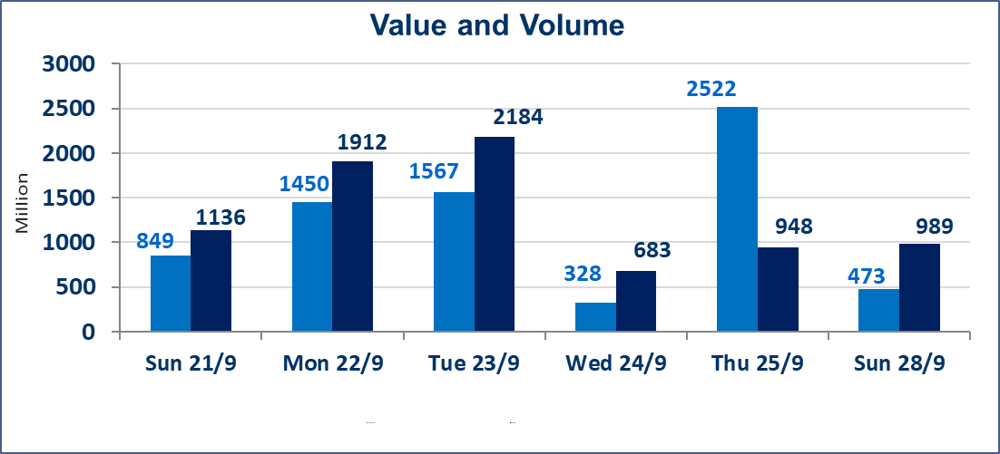 Value and Volume
Million
3000
2500
2000
1500
1000
500
0
849
1136
1450
1912
1567
2184
328
683
2522
948
473
989
Sun 21/9
Mon 22/9
Tue 23/9
Wed 24/9
Thu 25/9
Sun 28/9